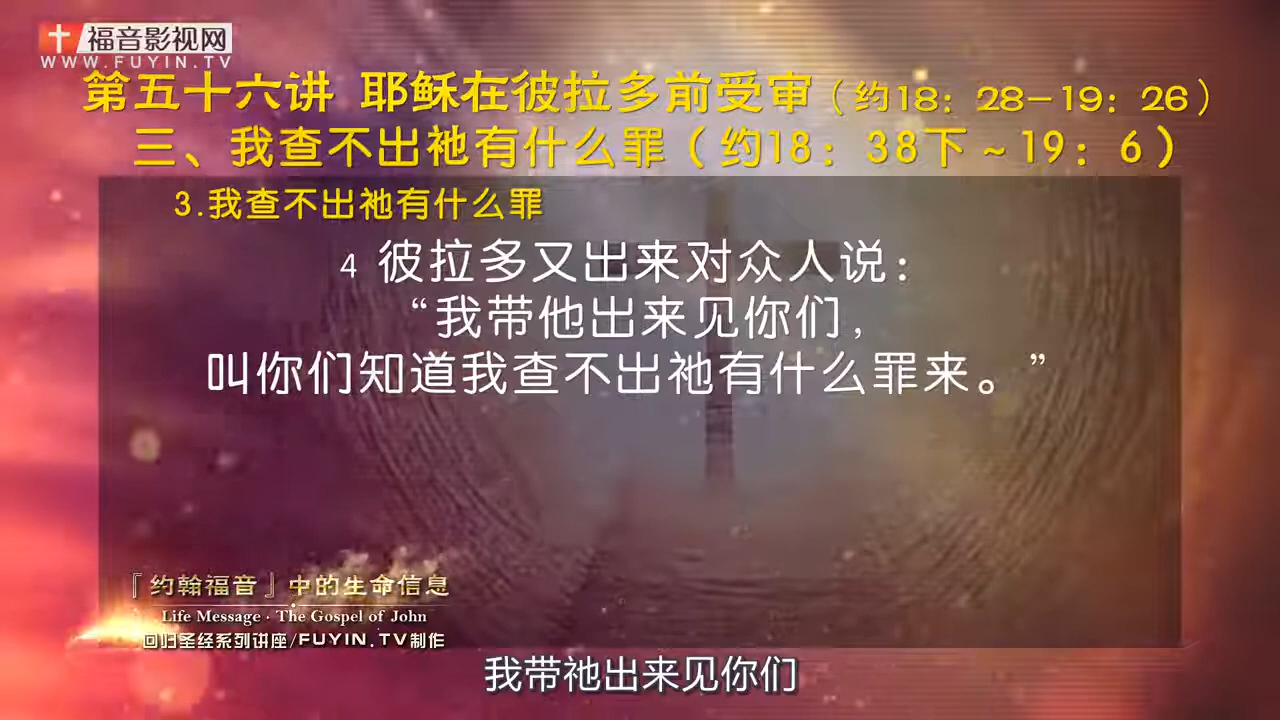 福音影视网
WWW.FUYIN.TV
第五十六讲 耶稣在彼拉多前受审（约18：28-19：26）
三、我查不出祂有什么罪（约18：38下～19：6）
3.我查不出祂有什么罪
4 彼拉多又出来对众人说：
“我带他出来见你们，
叫你们知道我查不出祂有什么罪来。”
『约翰福音』中的生命信息
Life Message · The Gospel of John
回归圣经系列讲座/FUYIN.TV制作
我带祂出来见你们